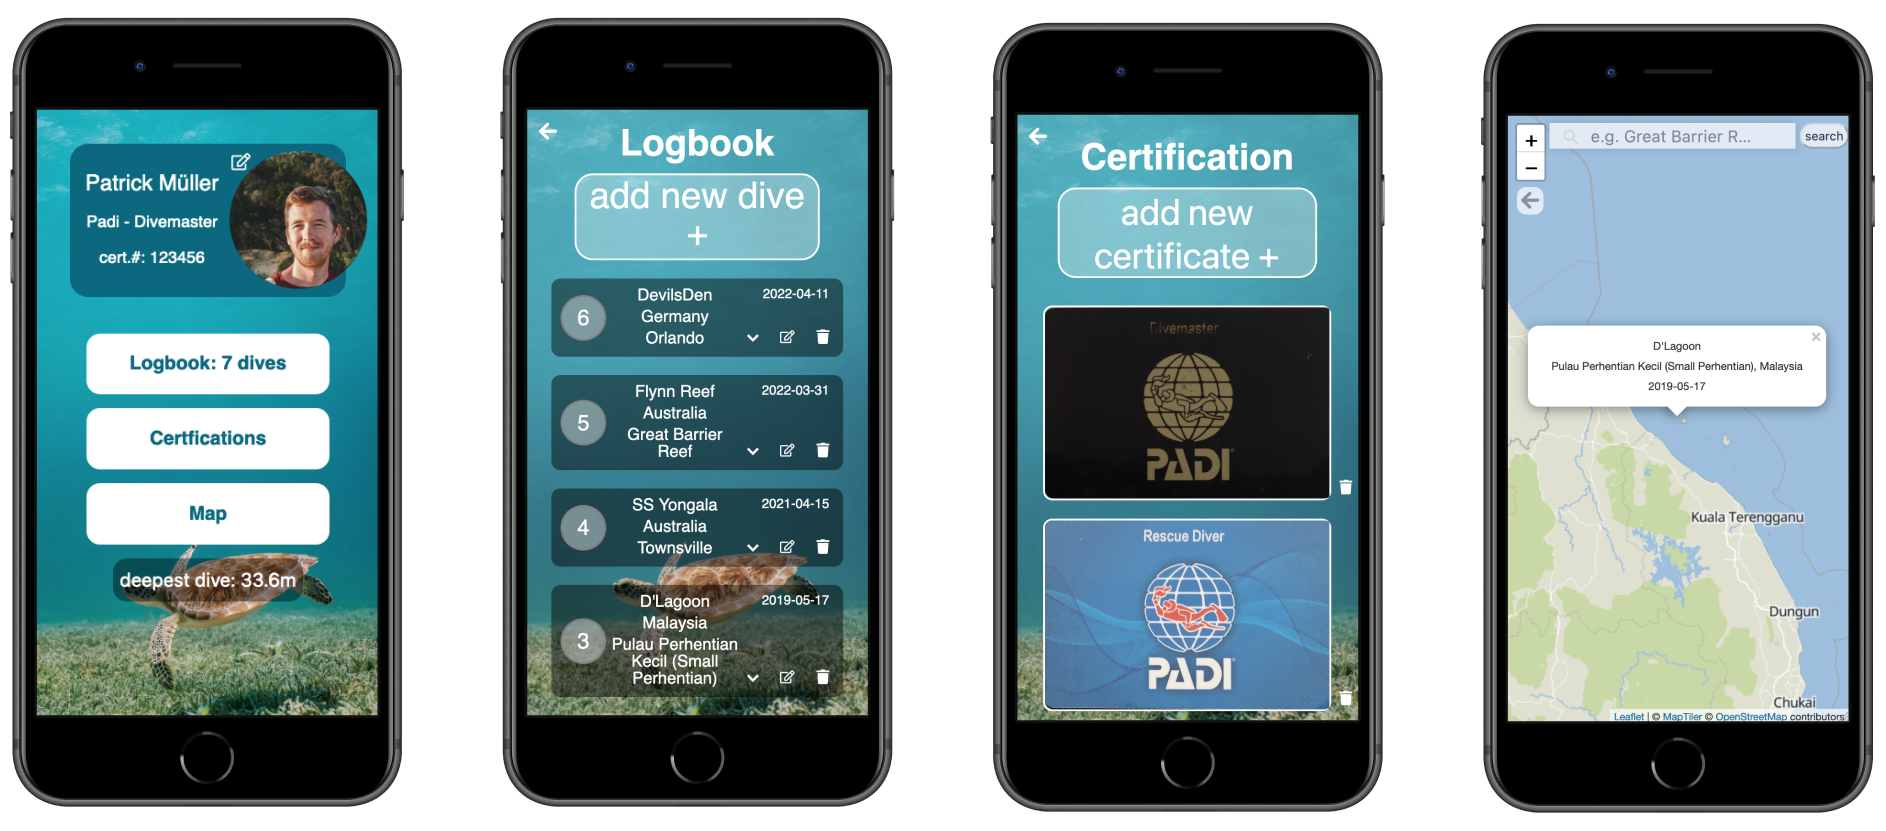 Patrick Müller
Padi - Divemaster
cert.#: 123456
Logbook: 7 dives
Certfications
Map
deepest dive: 33.6m
Logbook
add new dive
+
6
DevilsDen
2022-04-11
Germany
Orlando
5
Flynn Reef
2022-03-31
Australia
Great Barrier
Reef
4
SS Yongala
2021-04-15
Australia
Townsville
3
D'Lagoon
2019-05-17
Malaysia
Pulau Perhentian
Kecil (Small
Perhentian)
Certification
add new
certificate +
Divemaster
PADI
Rescue Diver
PADI
+
−
e.g. Great Barrier R...
search
×
D'Lagoon
Pulau Perhentian Kecil (Small Perhentian), Malaysia
2019-05-17
Kuala Terengganu
Dungun
Chukai
Leaflet | © MapTiler © OpenStreetMap contributors